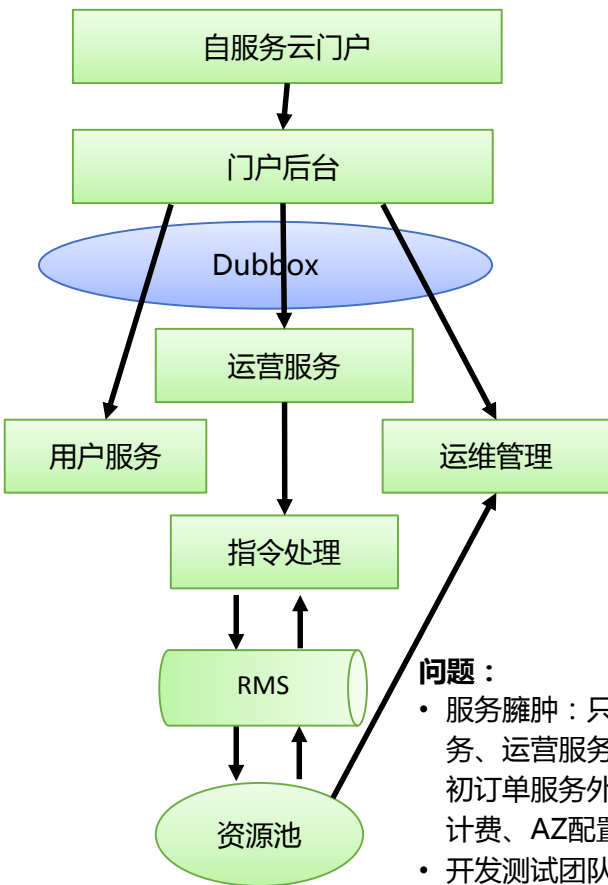 自服务云门户
门户后台
Dubbox
运营服务
用户服务
运维管理
指令处理
RMS
资源池
问题：
• 服务臃肿：只
务、运营服务
初订单服务外
计费、AZ配置
• 开发测试团队